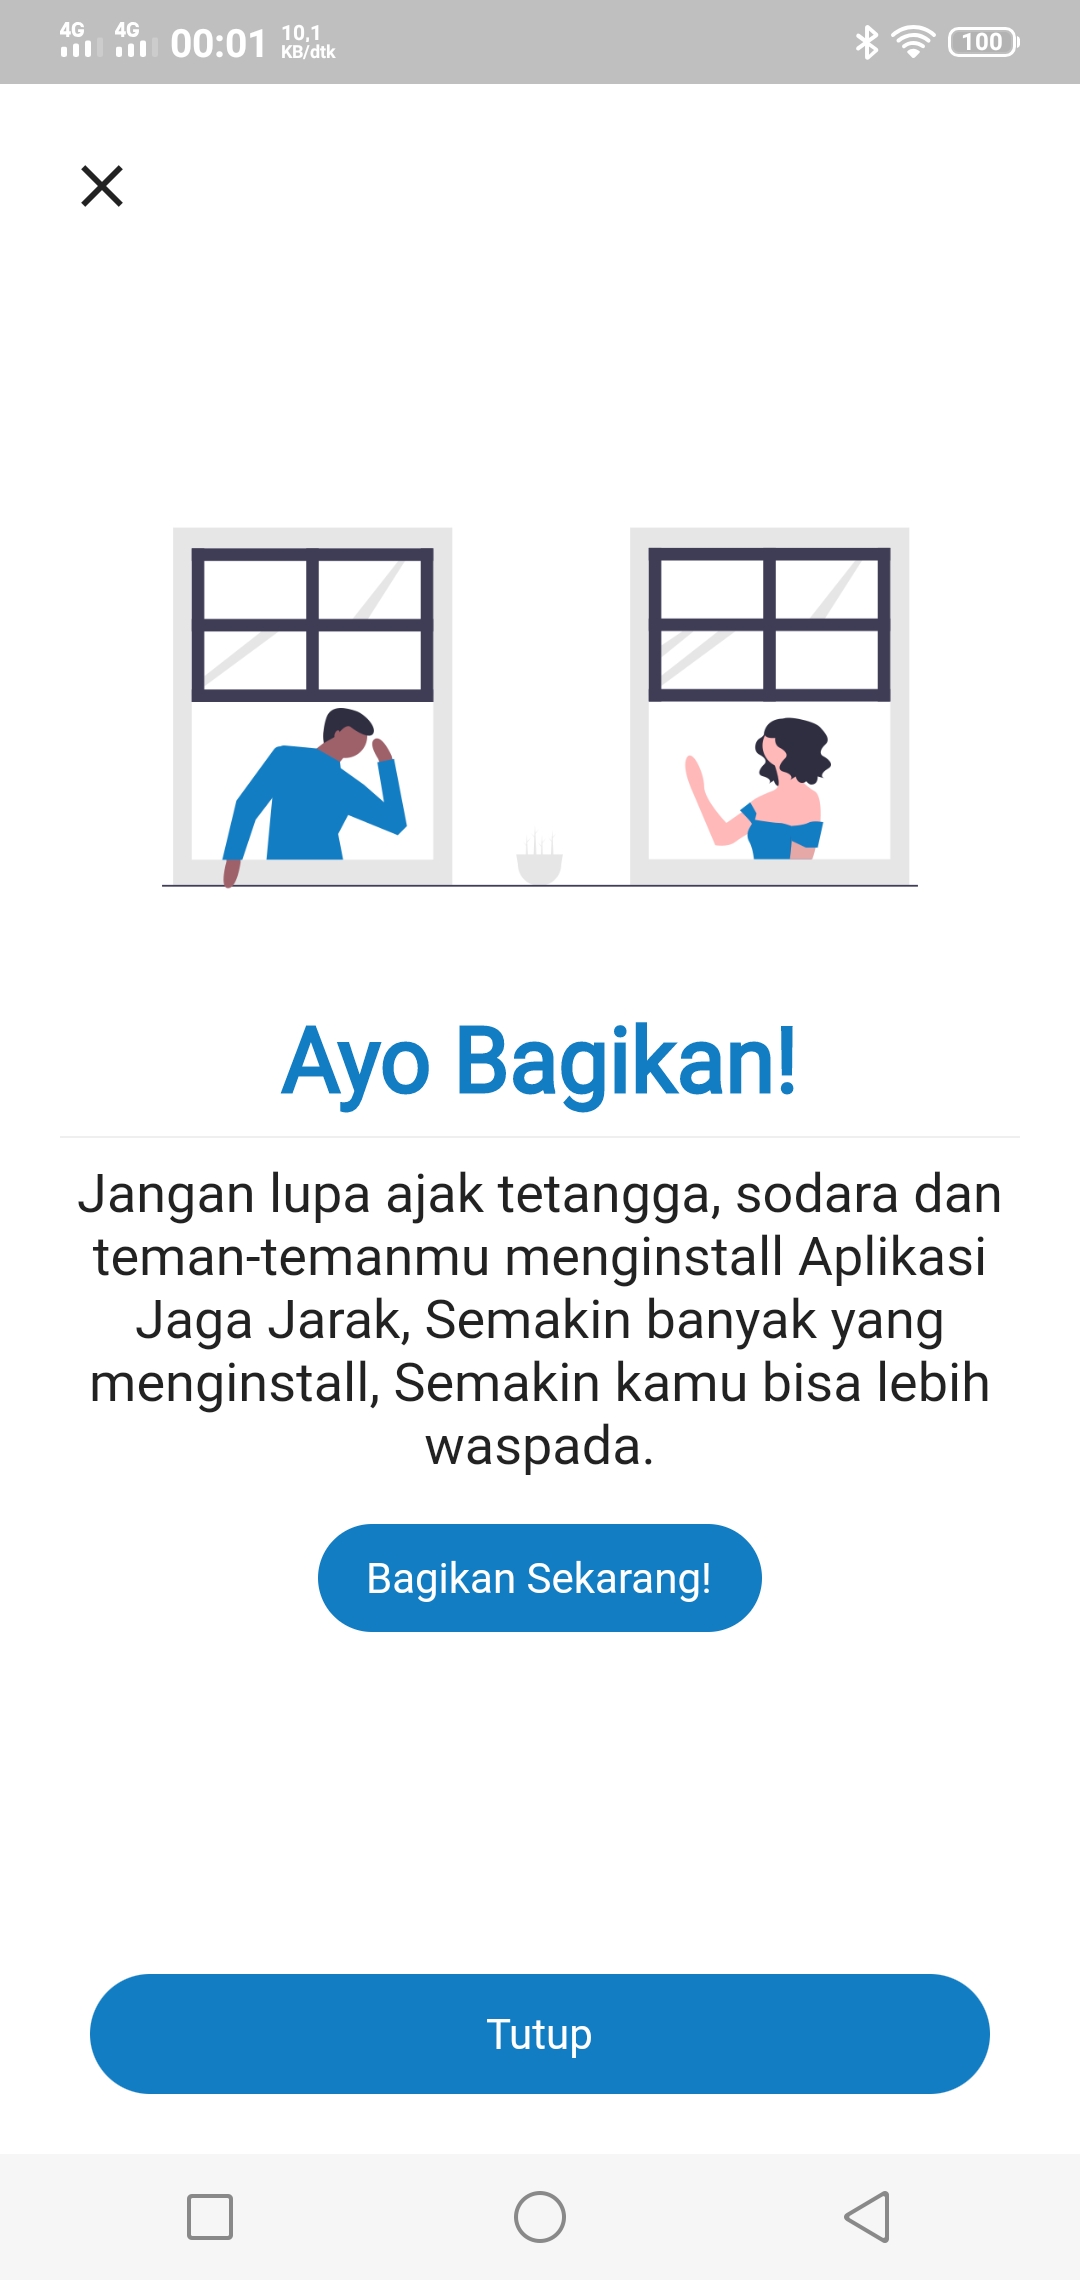 4G 4G 00:01 10,1 KB/dtk 100
Ayo Bagikan!
Jangan lupa ajak tetangga, sodara dan
teman-temanmu menginstall Aplikasi
Jaga Jarak, Semakin banyak yang
menginstall, Semakin kamu bisa lebih
waspada.
Bagikan Sekarang!
Tutup